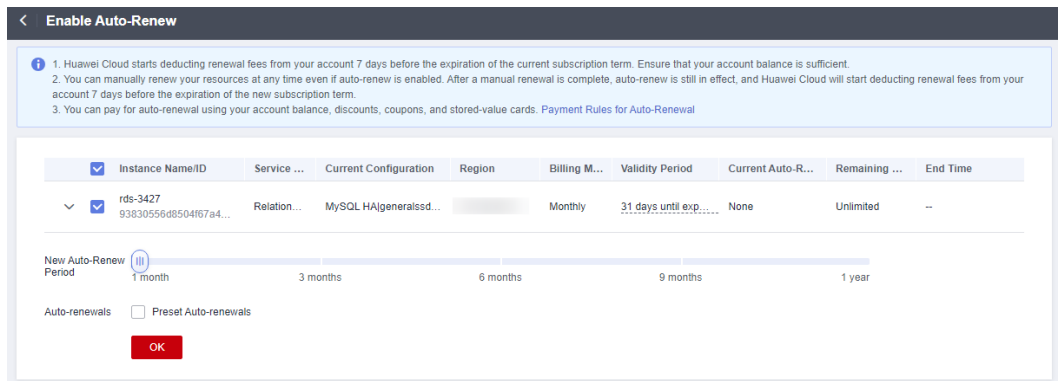 Enable Auto-Renew
1. Huawei Cloud starts deducting renewal fees from your account 7 days before the expiration of the current subscription term. Ensure that your account balance is sufficient.
2. You can manually renew your resources at any time even if auto-renew is enabled. After a manual renewal is complete, auto-renew is still in effect, and Huawei Cloud will start deducting renewal fees from your
account 7 days before the expiration of the new subscription term.
3. You can pay for auto-renewal using your account balance, discounts, coupons, and stored-value cards. Payment Rules for Auto-Renewal
Instance Name/ID Service ... Current Configuration Region Billing M... Validity Period Current Auto-R... Remaining ... End Time
rds-3427
93830556d8504f67a4... Relation... MySQL HA|generalssd... Monthly 31 days until exp... None Unlimited --
New Auto-Renew
Period
1 month 3 months 6 months 9 months 1 year
Auto-renewals Preset Auto-renewals
OK